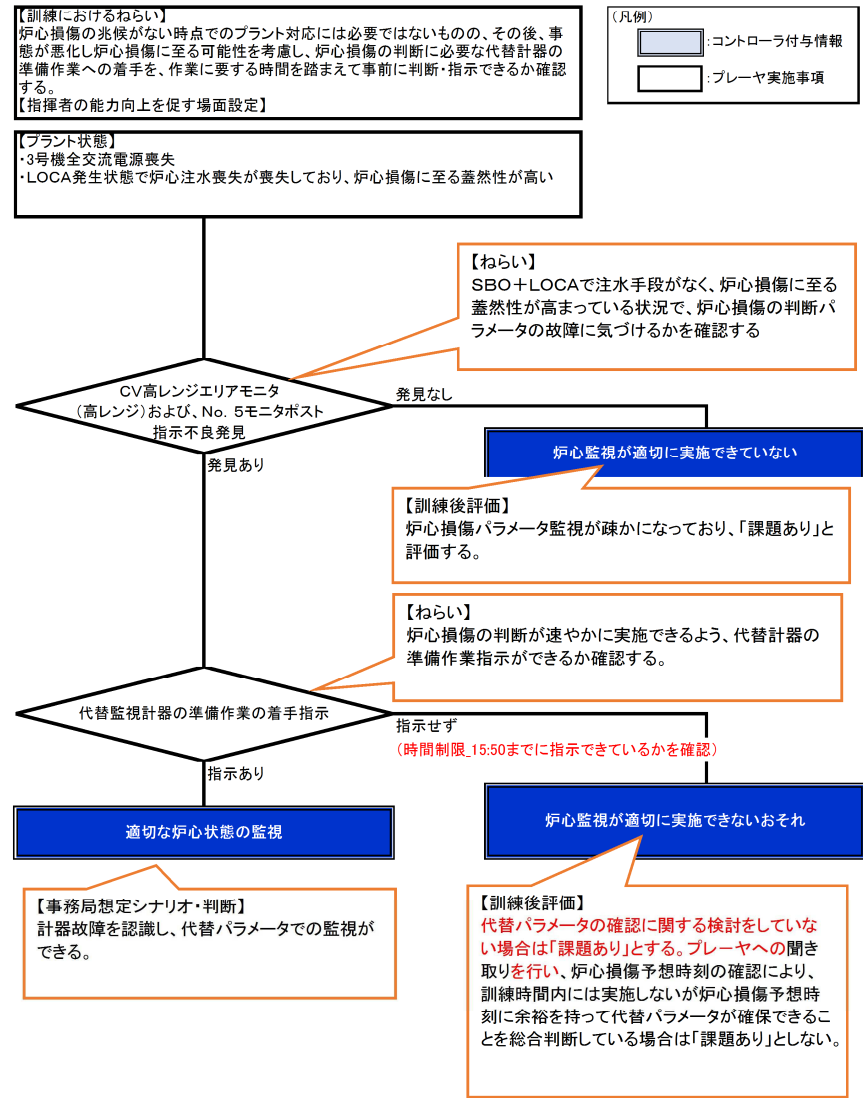 【訓練におけるねらい】
炉心損傷の兆候がない時点でのプラント対応には必要ではないものの、その後、事
態が悪化し炉心損傷に至る可能性を考慮し、炉心損傷の判断に必要な代替計器の
準備作業への着手を、作業に要する時間を踏まえて事前に判断・指示できるか確認
する。
【指揮者の能力向上を促す場面設定】
(凡例)
:コントローラ付与情報
:プレーヤ実施事項
【プラント状態】
・3号機全交流電源喪失
・LOCA発生状態で炉心注水喪失が喪失しており、炉心損傷に至る蓋然性が高い
【ねらい】
SBO+LOCAで注水手段がなく、炉心損傷に至る
蓋然性が高まっている状況で、炉心損傷の判断パ
ラメータの故障に気づけるかを確認する
CV高レンジエリアモニタ
(高レンジ)および、No. 5モニタポスト
指示不良発見
発見なし
炉心監視が適切に実施できていない
発見あり
【訓練後評価】
炉心損傷パラメータ監視が疎かになっており、「課題あり」と
評価する。
【ねらい】
炉心損傷の判断が速やかに実施できるよう、代替計器の
準備作業指示ができるか確認する。
代替監視計器の準備作業の着手指示
指示せず
(時間制限_15:50までに指示できているかを確認)
指示あり
適切な炉心状態の監視
炉心監視が適切に実施できないおそれ
【事務局想定シナリオ・判断】
計器故障を認識し、代替パラメータでの監視が
できる。
【訓練後評価】
代替パラメータの確認に関する検討をしていな
い場合は「課題あり」とする。プレーヤへの聞き
取りを行い、炉心損傷予想時刻の確認により、
訓練時間内には実施しないが炉心損傷予想時
刻に余裕を持って代替パラメータが確保できるこ
とを総合判断している場合は「課題あり」としない。